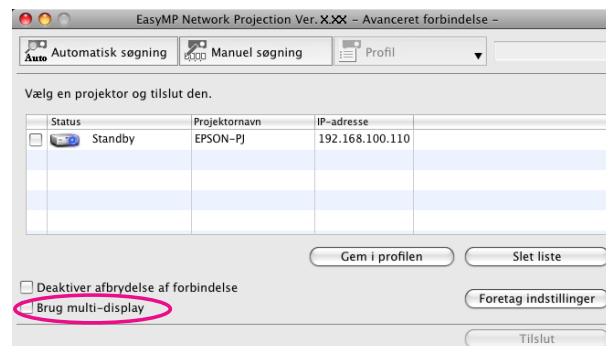 EasyMP Network Projection Ver. X.XX – Avanceret forbindelse –
Auto Automatisk søgning Manuel søgning Profil
Vælg en projektor og tilslut den.
Status Projektornavn IP-adresse
Standby EPSON-PJ 192.168.100.110
Gem i profilen Slet liste
Deaktiver afbrydelse af forbindelse
Brug multi-display
Foretag indstillinger
Tilslut